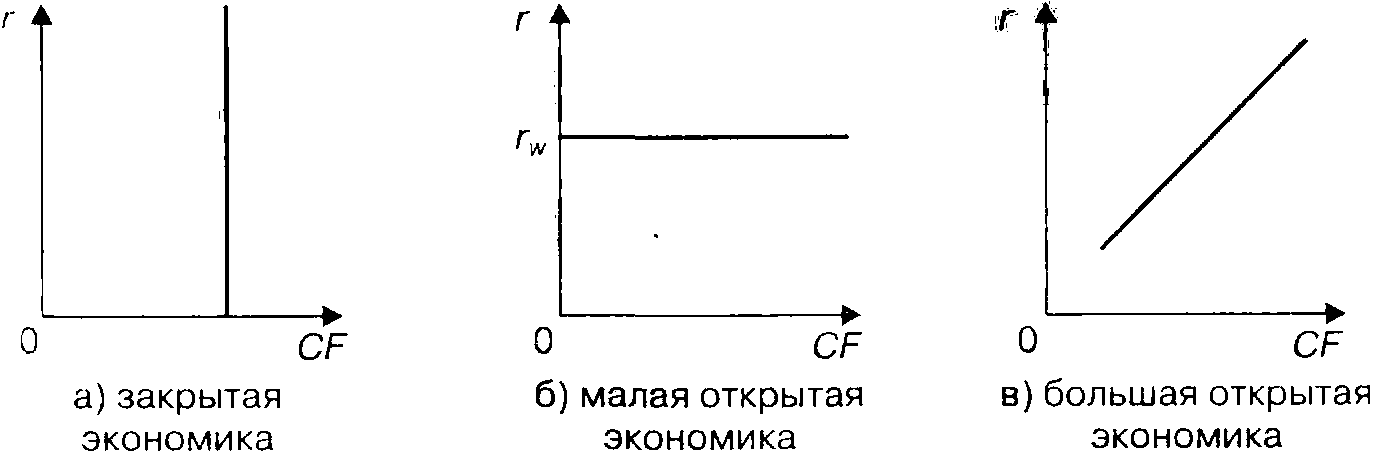 r
0
CF
а) закрытая
экономика
r
r_w
0
CF
б) малая открытая
экономика
r
0
CF
в) большая открытая
экономика